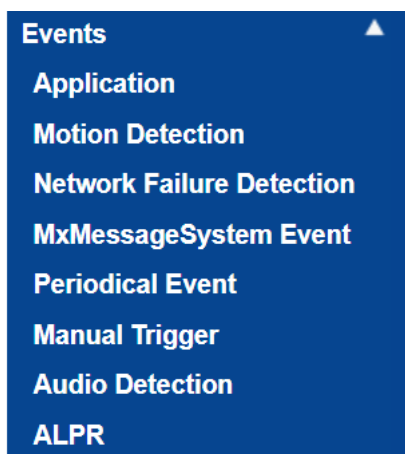 Events
Application
Motion Detection
Network Failure Detection
MxMessageSystem Event
Periodical Event
Manual Trigger
Audio Detection
ALPR